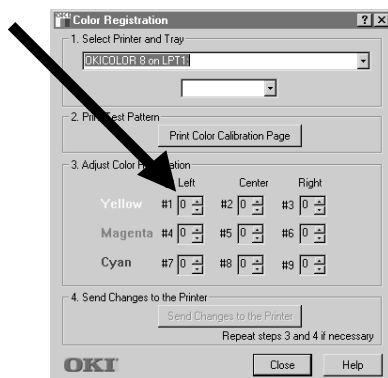 Color Registration
1. Select Printer and Tray
OKICOLOR 8 on LPT1:
2. Print Test Pattern
Print Color Calibration Page
3. Adjust Color Registration
Left Center Right
Yellow #1 0 #2 0 #3 0
Magenta #4 0 #5 0 #6 0
Cyan #7 0 #8 0 #9 0
4. Send Changes to the Printer
Send Changes to the Printer
Repeat steps 3 and 4 if necessary
OKI Close Help